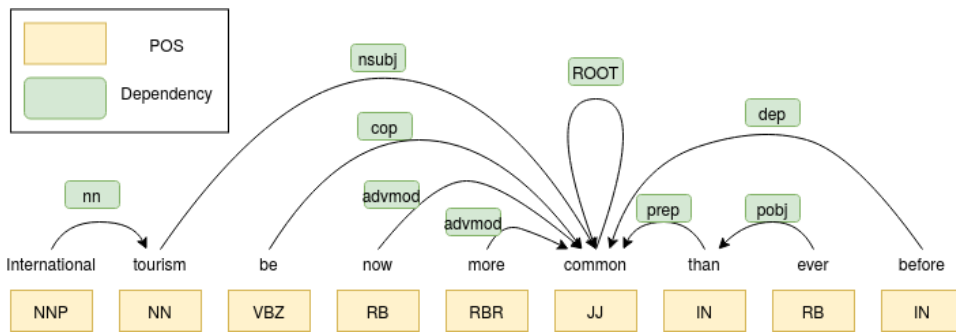 POS
Dependency
nsubj
ROOT
cop
dep
nn
advmod
advmod
prep
pobj
International tourism be now more common than ever before
NNP NN VBZ RB RBR JJ IN RB IN